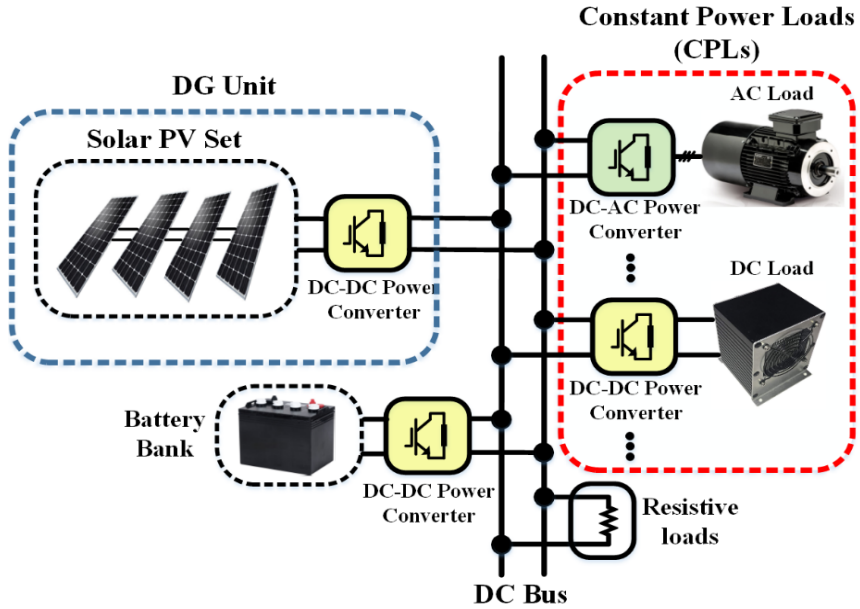 Constant Power Loads
(CPLs)
DG Unit
AC Load
Solar PV Set
DC-AC Power
Converter
DC Load
DC-DC Power
Converter
DC-DC Power
Converter
Battery
Bank
DC-DC Power
Converter
Resistive
loads
DC Bus